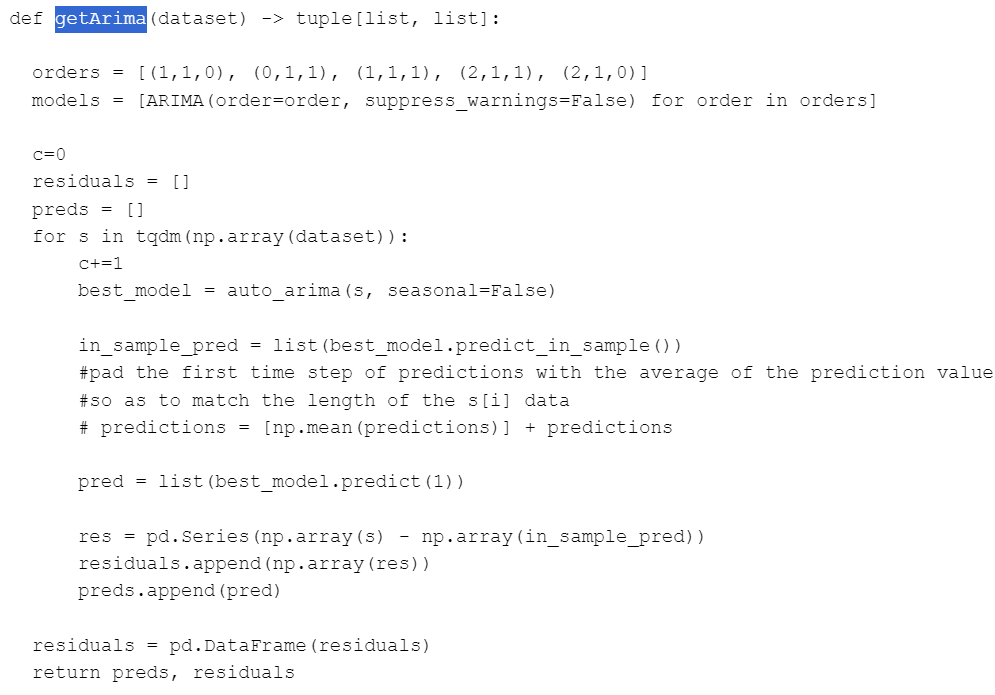 def getArima(dataset) -> tuple[list, list]:
orders = [(1,1,0), (0,1,1), (1,1,1), (2,1,1), (2,1,0)]
models = [ARIMA(order=order, suppress_warnings=False) for order in orders]
c=0
residuals = []
preds = []
for s in tqdm(np.array(dataset)):
c+=1
best_model = auto_arima(s, seasonal=False)
in_sample_pred = list(best_model.predict_in_sample())
#pad the first time step of predictions with the average of the prediction value
#so as to match the length of the s[i] data
# predictions = [np.mean(predictions)] + predictions
pred = list(best_model.predict(1))
res = pd.Series(np.array(s) - np.array(in_sample_pred))
residuals.append(np.array(res))
preds.append(pred)
residuals = pd.DataFrame(residuals)
return preds, residuals